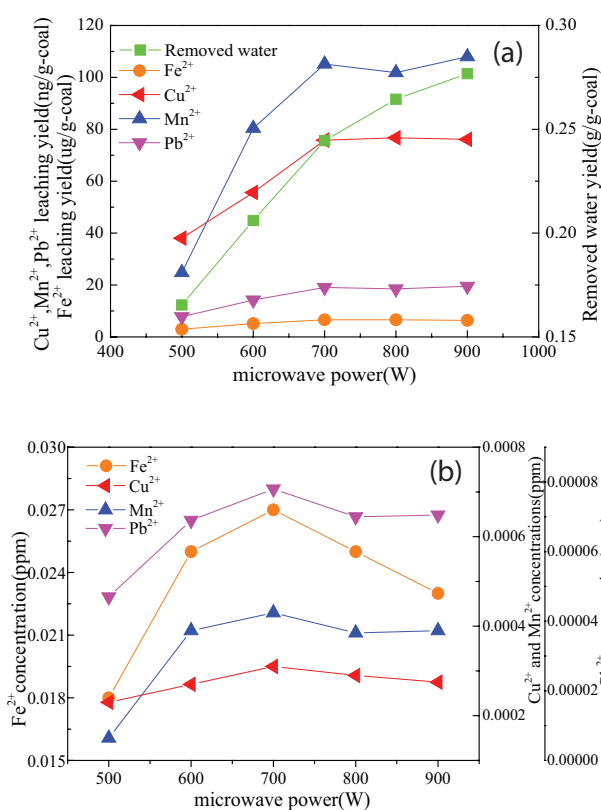 (a)
Removed water
Fe²⁺
Cu²⁺
Mn²⁺
Pb²⁺
120
100
80
60
40
20
0
0.30
0.25
0.20
0.15
400 500 600 700 800 900 1000
microwave power(W)
Cu²⁺,Mn²⁺,Pb²⁺ leaching yield(ng/g-coal)
Fe²⁺ leaching yield(ug/g-coal)
Removed water yield(g/g-coal)
(b)
Fe²⁺
Cu²⁺
Mn²⁺
Pb²⁺
0.030
0.027
0.024
0.021
0.018
0.015
0.0008
0.0006
0.0004
0.0002
0.00008
0.00006
0.00004
0.00002
0.00000
500 600 700 800 900
microwave power(W)
Fe²⁺ concentration(ppm)
Cu²⁺ and Mn²⁺ concentrations(ppm)